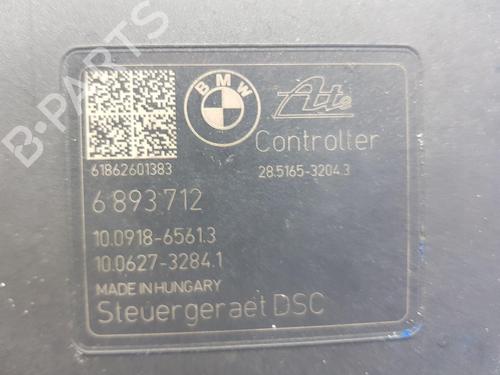 B-PARTS
BMW
Ate
Controller
61862601383
28.5165-3204.3
6 893 712
10.0918-6561.3
10.0627-3284.1
MADE IN HUNGARY
Steuergeraet DSC